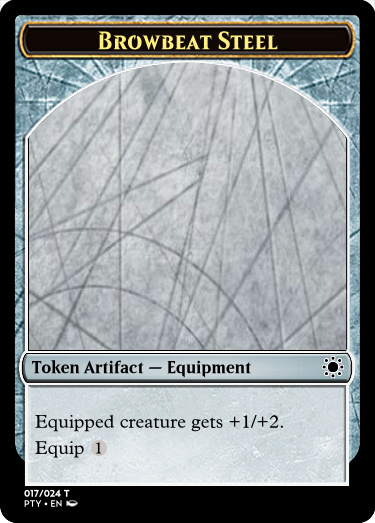 Browbeat Steel
Token Artifact — Equipment
Equipped creature gets +1/+2.
Equip 1
017/024 T
PTY • EN